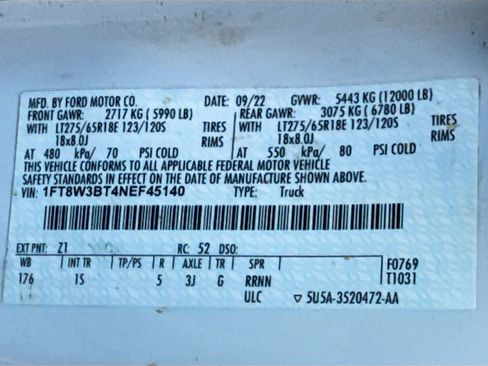 MFD. BY FORD MOTOR CO. DATE: 09/22 GVWR: 5443 KG (12000 LB)
FRONT GAWR: 2717 KG (5990 LB) REAR GAWR: 3075 KG (6780 LB)
WITH LT275/65R18E 123/120S TIRES WITH LT275/65R18E 123/120S TIRES
18x8.0J RIMS 18x8.0J RIMS
AT 480 kPa/ 70 PSI COLD AT 550 kPa/ 80 PSI COLD
THIS VEHICLE CONFORMS TO ALL APPLICABLE FEDERAL MOTOR VEHICLE
SAFETY STANDARDS IN EFFECT ON THE DATE OF MANUFACTURE SHOWN ABOVE.
VIN: 1FT8W3BT4NEF45140 TYPE: Truck
EXT PNT: Z1 RC: 52 DSO:
WB INT TR TP/PS R AXLE TR SPR F0769
176 1S 5 3J G RRNN T1031
ULC ▽ 5U5A-3520472-AA